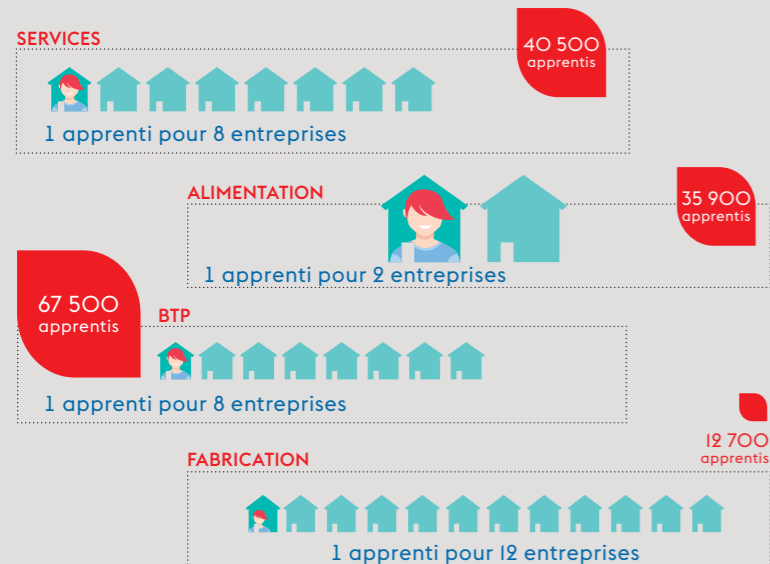 SERVICES
40 500
apprentis
1 apprenti pour 8 entreprises
ALIMENTATION
35 900
apprentis
1 apprenti pour 2 entreprises
67 500
apprentis
BTP
1 apprenti pour 8 entreprises
12 700
apprentis
FABRICATION
1 apprenti pour 12 entreprises